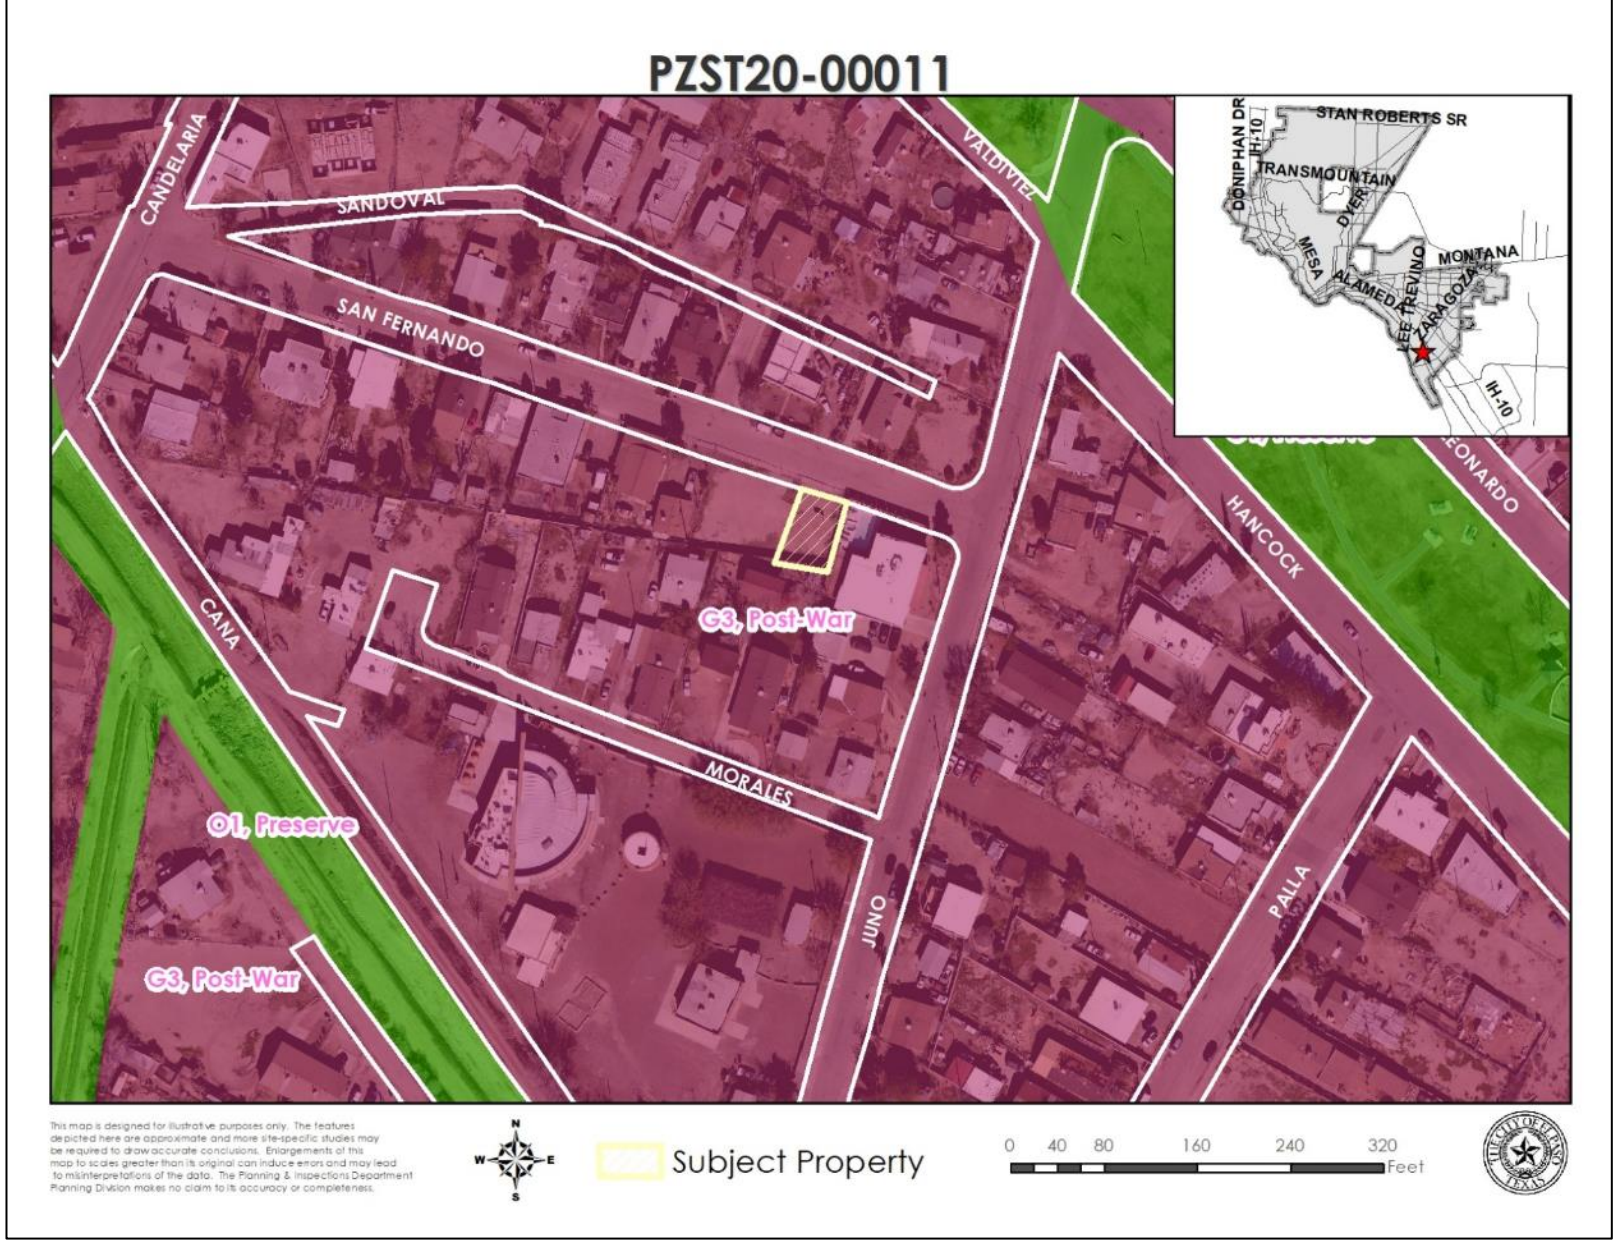 PZST20-00011
CANDELARIA
SANDOVAL
VALDIVIEZ
SAN FERNANDO
STAN ROBERTS SR
DONIPHAN DR
IH-10
TRANSMOUNTAIN
DYER
MESA
MONTANA
ALAMEDA
LEE TREVINO
ZARAGOZA
IH-10
HANCOCK
G3, Post-War
CANA
MORALES
O1, Preserve
PALLA
JUNO
G3, Post-War
This map is designed for illustrative purposes only. The features
depicted here are approximate and more site-specific studies may
be required to draw accurate conclusions. Enlargements of this
map to scales greater than its original can induce errors and may lead
to misinterpretations of the data. The Planning & Inspections Department
Planning Division makes no claim to its accuracy or completeness.
N
W E
S
Subject Property
0 40 80 160 240 320
Feet
THE CITY OF EL PASO
TEXAS